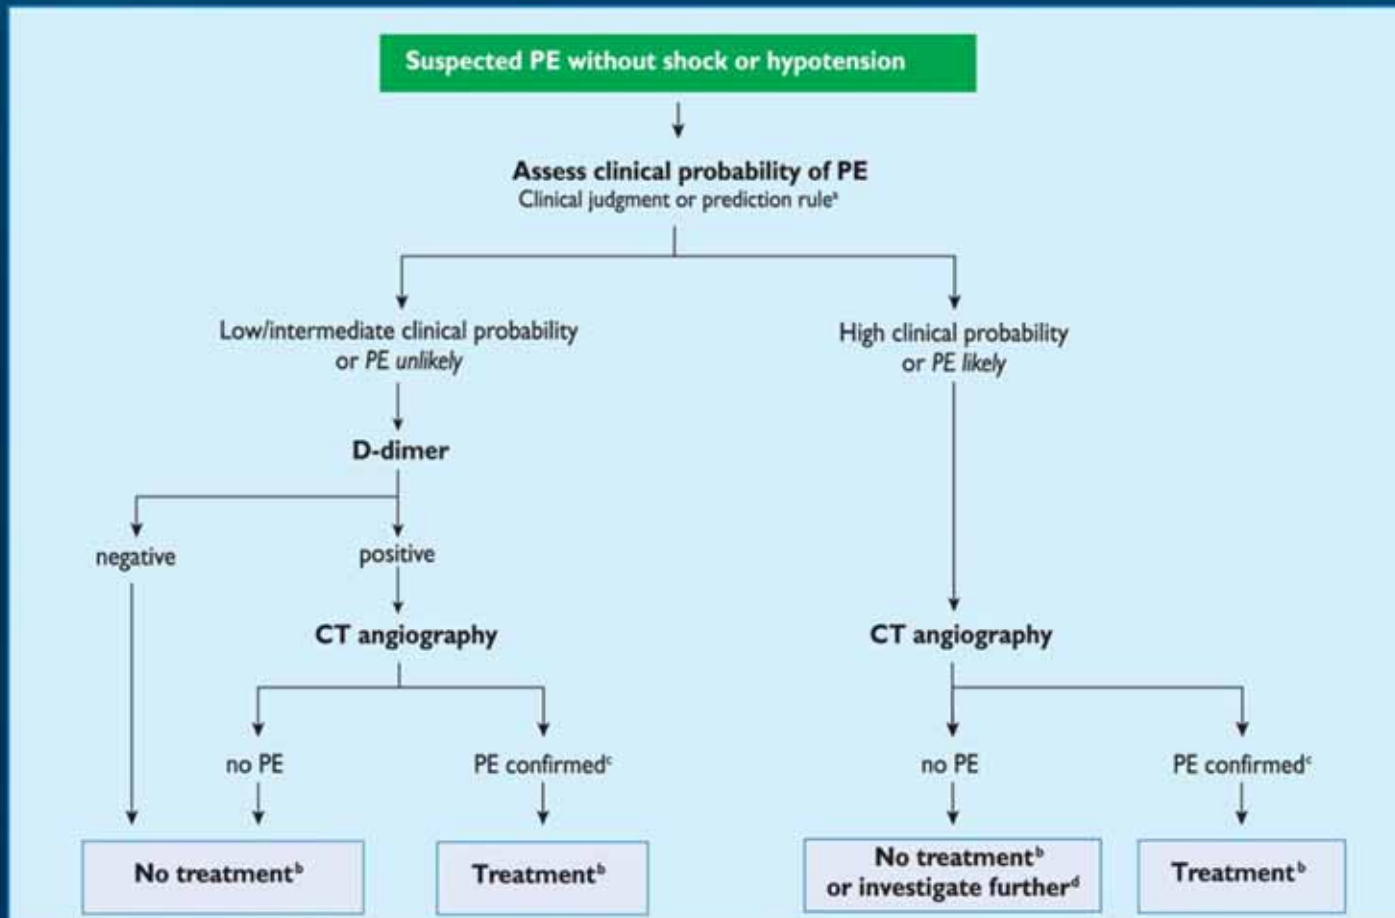 Suspected PE without shock or hypotension
Assess clinical probability of PE
Clinical judgment or prediction ruleᵃ
Low/intermediate clinical probability
or PE unlikely
High clinical probability
or PE likely
D-dimer
negative
positive
CT angiography
CT angiography
no PE
PE confirmedᶜ
no PE
PE confirmedᶜ
No treatmentᵇ
Treatmentᵇ
No treatmentᵇ
or investigate furtherᵈ
Treatmentᵇ